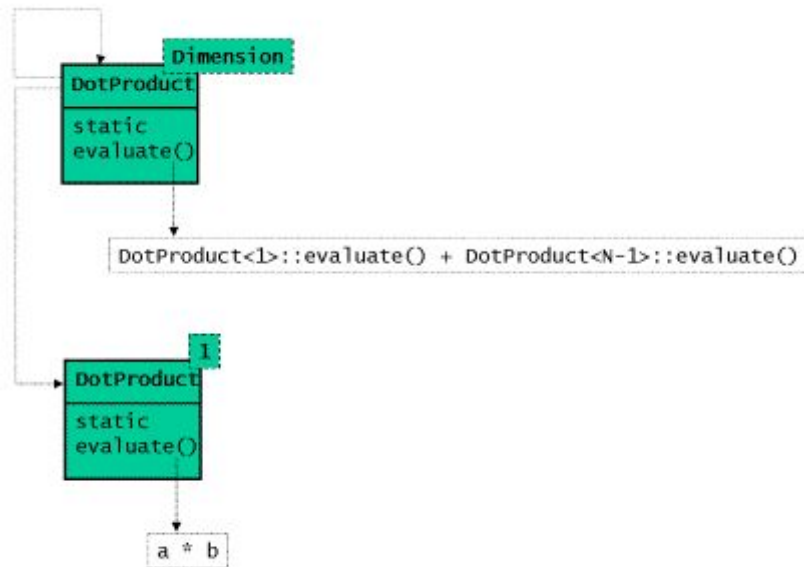 Dimension
DotProduct
static
evaluate()
DotProduct<1>::evaluate() + DotProduct<N-1>::evaluate()
1
DotProduct
static
evaluate()
a * b